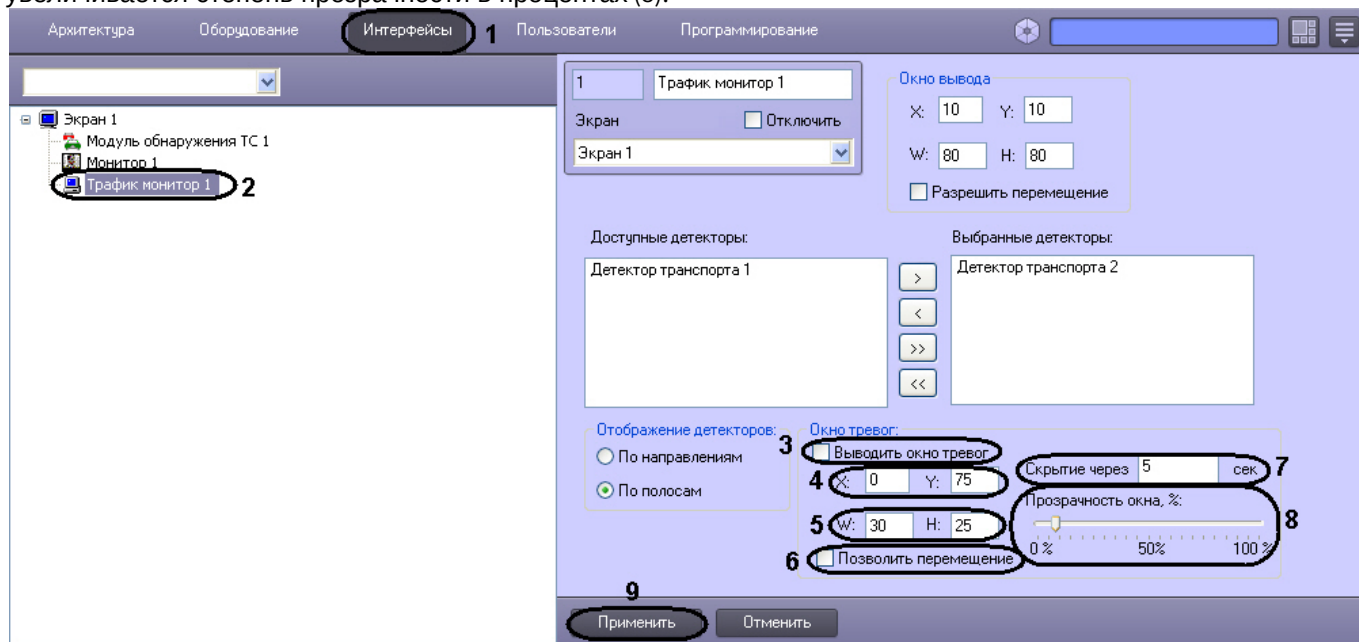 увеличивается степень прозрачности в процентах (8).
Архитектура Оборудование Интерфейсы 1 Пользователи Программирование
1 Трафик монитор 1
Экран Отключить
Экран 1
Окно вывода
X: 10 Y: 10
W: 80 H: 80
Разрешить перемещение
Экран 1
Модуль обнаружения ТС 1
Монитор 1
Трафик монитор 1 2
Доступные детекторы:
Детектор транспорта 1
>
<
>>
<<
Выбранные детекторы:
Детектор транспорта 2
Отображение детекторов:
По направлениям
По полосам
Окно тревог:
3 Выводить окно тревог
4 X: 0 Y: 75
5 W: 30 H: 25
6 Позволить перемещение
Скрытие через 5 сек 7
Прозрачность окна, %:
8
0 % 50% 100 %
9
Применить Отменить